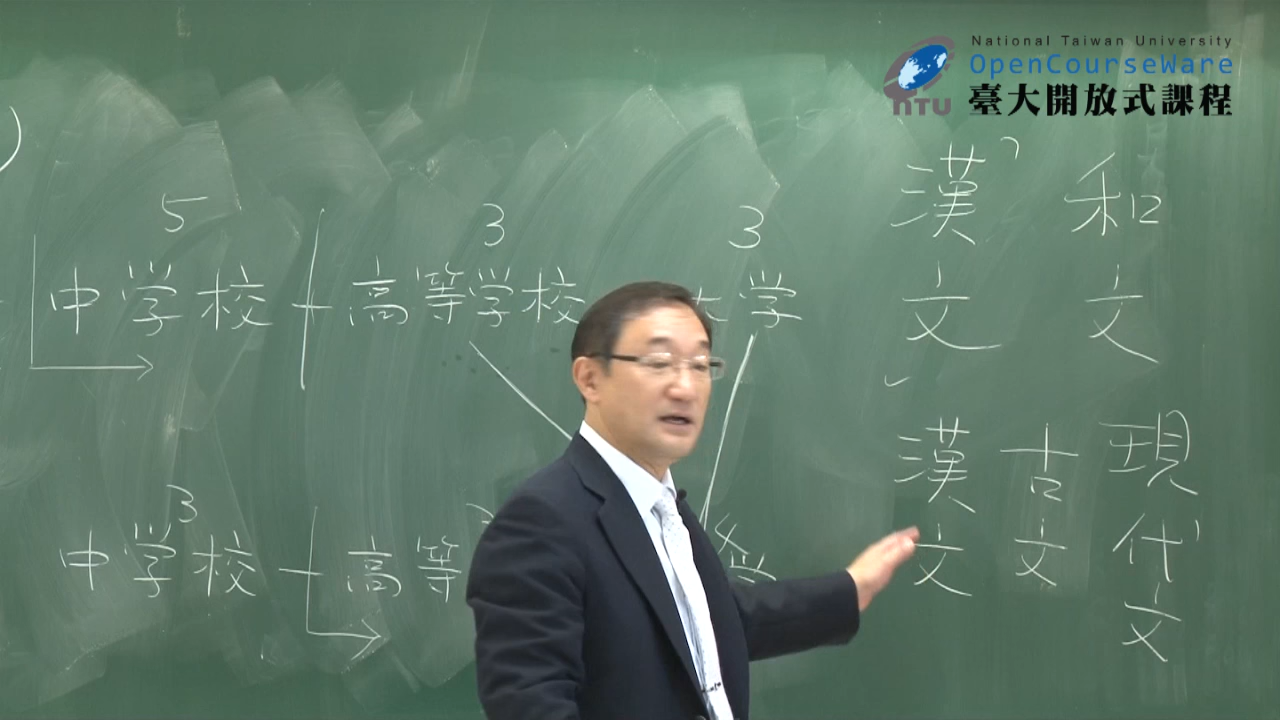 National Taiwan University
OpenCourseWare
臺大開放式課程
NTU
和文
漢文
現代文
古文
漢文
5 3 3
中学校 高等学校 大学
3
中学校 高等 学